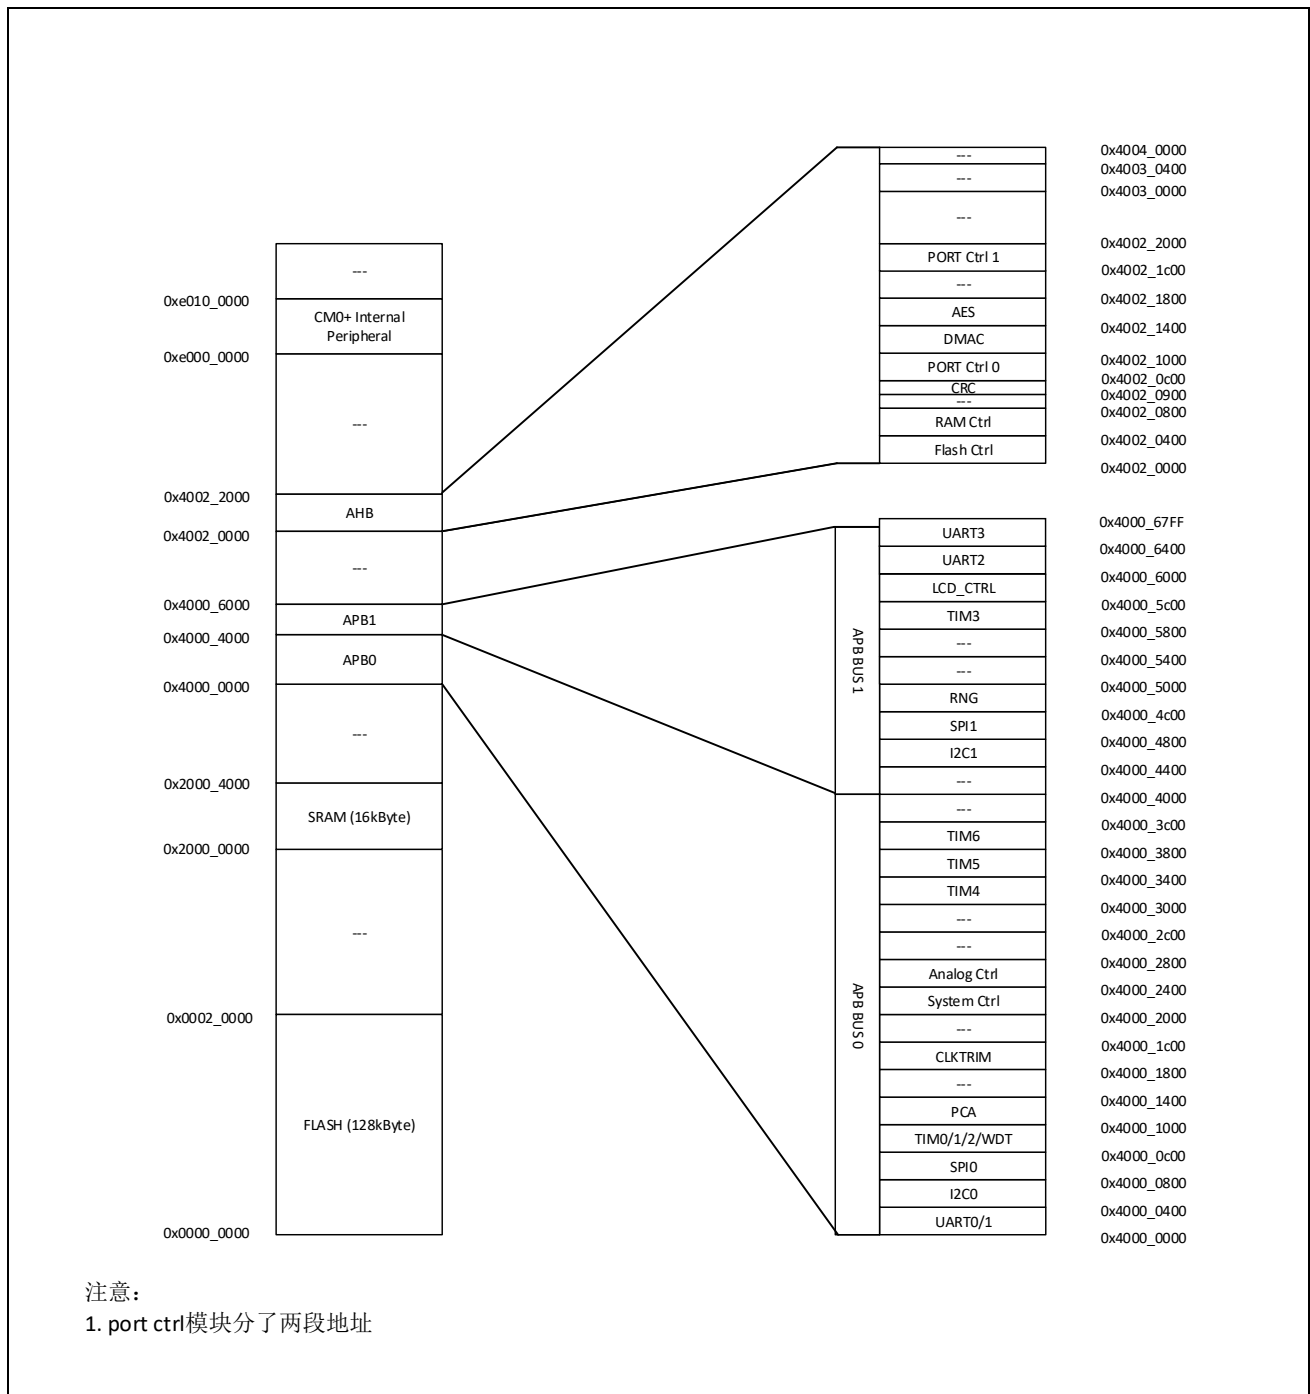 ---
0xe010_0000
CM0+ Internal
Peripheral
0xe000_0000
---
0x4002_2000
AHB
0x4002_0000
---
0x4000_6000
APB1
0x4000_4000
APB0
0x4000_0000
---
0x2000_4000
SRAM (16kByte)
0x2000_0000
---
0x0002_0000
FLASH (128kByte)
0x0000_0000
0x4004_0000
---
0x4003_0400
---
0x4003_0000
---
0x4002_2000
PORT Ctrl 1
0x4002_1c00
---
0x4002_1800
AES
0x4002_1400
DMAC
0x4002_1000
PORT Ctrl 0
0x4002_0c00
CRC
0x4002_0900
---
0x4002_0800
RAM Ctrl
0x4002_0400
Flash Ctrl
0x4002_0000
APB BUS 1
0x4000_67FF
UART3
0x4000_6400
UART2
0x4000_6000
LCD_CTRL
0x4000_5c00
TIM3
0x4000_5800
---
0x4000_5400
---
0x4000_5000
RNG
0x4000_4c00
SPI1
0x4000_4800
I2C1
0x4000_4400
---
0x4000_4000
APB BUS 0
---
0x4000_3c00
TIM6
0x4000_3800
TIM5
0x4000_3400
TIM4
0x4000_3000
---
0x4000_2c00
---
0x4000_2800
Analog Ctrl
0x4000_2400
System Ctrl
0x4000_2000
---
0x4000_1c00
CLKTRIM
0x4000_1800
---
0x4000_1400
PCA
0x4000_1000
TIM0/1/2/WDT
0x4000_0c00
SPI0
0x4000_0800
I2C0
0x4000_0400
UART0/1
0x4000_0000
注意：
1. port ctrl模块分了两段地址